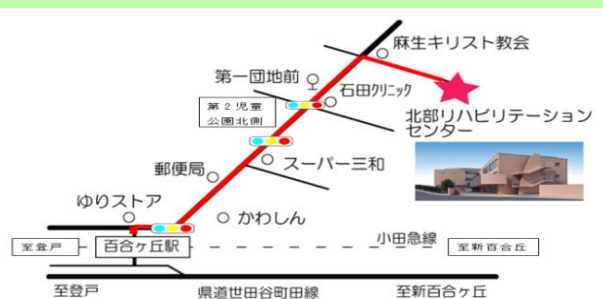 麻生キリスト教会
第一団地前
石田クリニック
第２児童
公園北側
北部リハビリテーション
センター
スーパー三和
郵便局
ゆりストア
かわしん
小田急線
至登戸
百合ヶ丘駅
至新百合丘
至登戸
県道世田谷町田線
至新百合ヶ丘